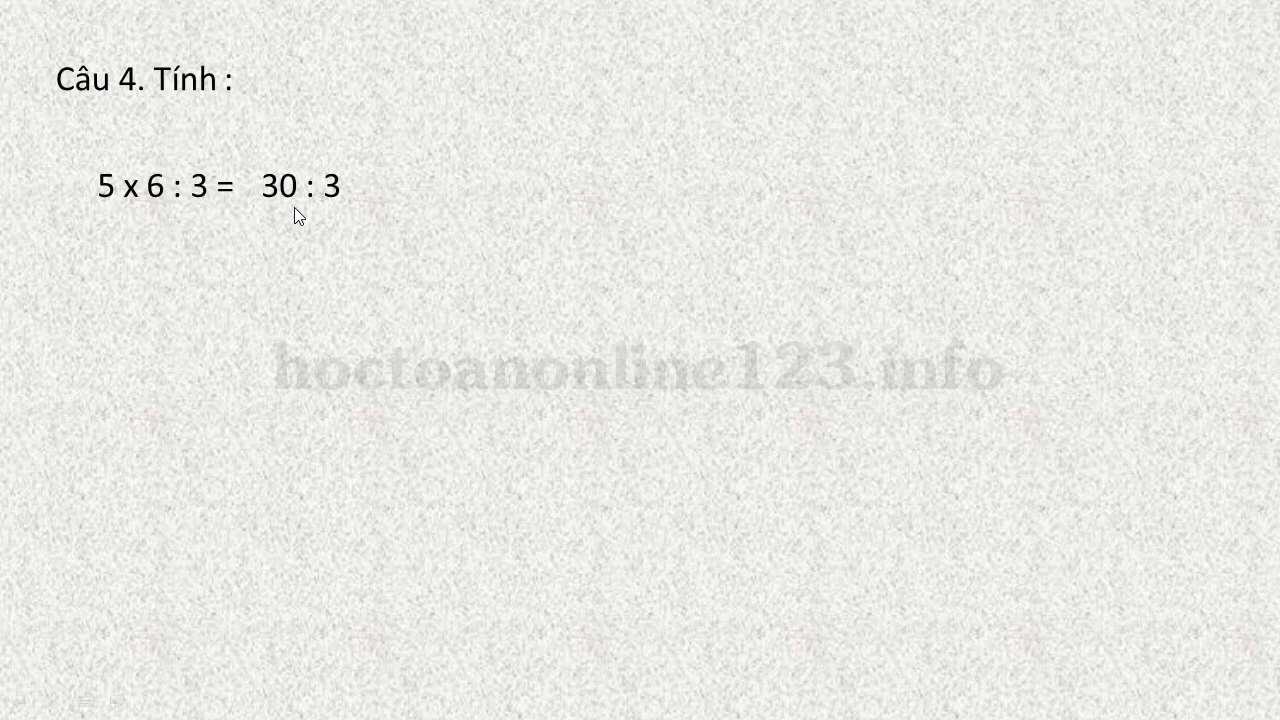 Câu 4. Tính :
5 x 6 : 3 = 30 : 3
hoctoanonline123.info